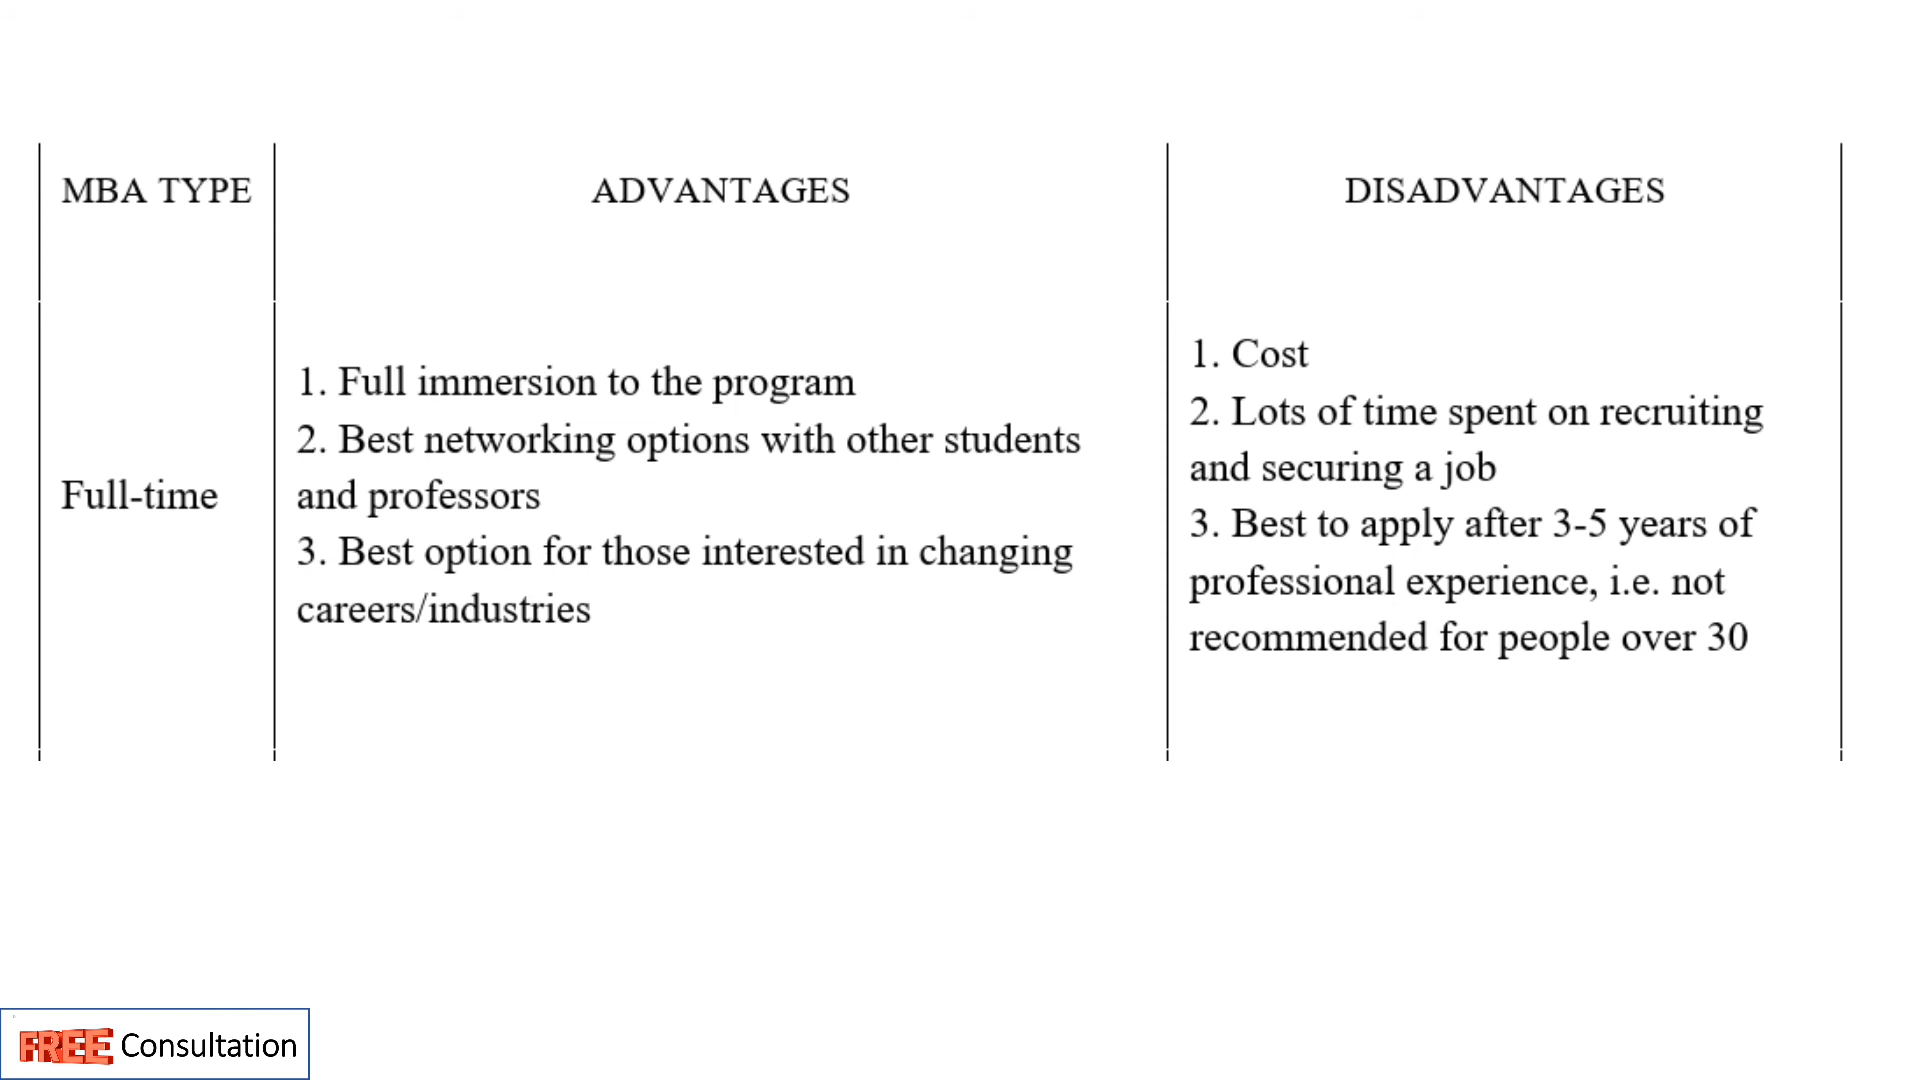 MBA TYPE
ADVANTAGES
DISADVANTAGES
Full-time
1. Full immersion to the program
2. Best networking options with other students
and professors
3. Best option for those interested in changing
careers/industries
1. Cost
2. Lots of time spent on recruiting
and securing a job
3. Best to apply after 3-5 years of
professional experience, i.e. not
recommended for people over 30
FREE Consultation